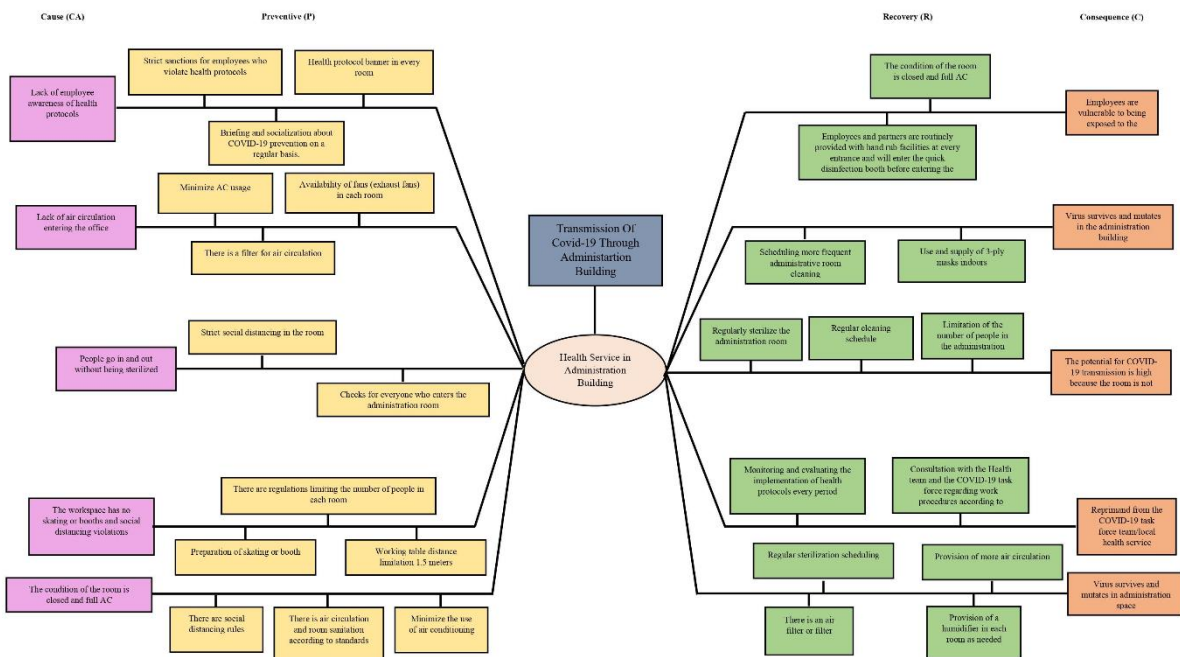 Cause (CA)
Preventive (P)
Recovery (R)
Consequence (C)
Lack of employee
awareness of health
protocols
Strict sanctions for employees who
violate health protocols
Health protocol banner in every
room
Briefing and socialization about
COVID-19 prevention on a
regular basis.
Lack of air circulation
entering the office
Minimize AC usage
Availability of fans (exhaust fans)
in each room
There is a filter for air circulation
People go in and out
without being sterilized
Strict social distancing in the room
Checks for everyone who enters the
administration room
The workspace has no
skating or booths and social
distancing violations
There are regulations limiting the number of people in
each room
Preparation of skating or booth
Working table distance
limitation 1.5 meters
The condition of the room is
closed and full AC
There are social
distancing rules
There is air circulation
and room sanitation
according to standards
Minimize the use
of air conditioning
Transmission Of
Covid-19 Through
Administartion
Building
Health Service in
Administration
Building
The condition of the room
is closed and full AC
Employees and partners are routinely
provided with hand rub facilities at every
entrance and will enter the quick
disinfection booth before entering the
Employees are
vulnerable to being
exposed to the
Scheduling more frequent
administrative room
cleaning
Use and supply of 3-ply
masks indoors
Virus survives and mutates
in the administration
building
Regularly sterilize the
administration room
Regular cleaning
schedule
Limitation of the
number of people in
the administration
The potential for COVID-
19 transmission is high
because the room is not
Monitoring and evaluating the
implementation of health
protocols every period
Consultation with the Health
team and the COVID-19 task
force regarding work
procedures according to
Reprimand from the
COVID-19 task
force team/local
health service
Regular sterilization scheduling
Provision of more air circulation
There is an air
filter or filter
Provision of a
humidifier in each
room as needed
Virus survives and
mutates in administration
space